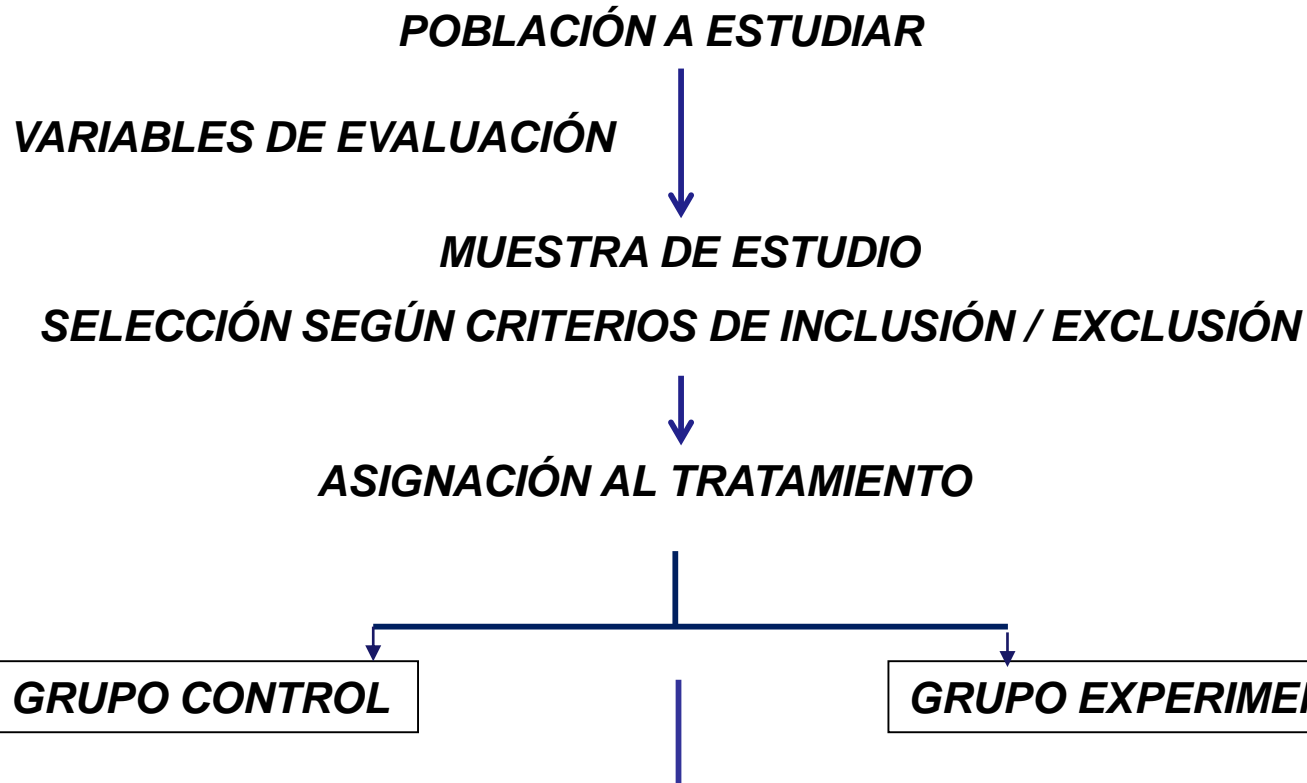 POBLACIÓN A ESTUDIAR
VARIABLES DE EVALUACIÓN
MUESTRA DE ESTUDIO
SELECCIÓN SEGÚN CRITERIOS DE INCLUSIÓN / EXCLUSIÓN
ASIGNACIÓN AL TRATAMIENTO
GRUPO CONTROL
GRUPO